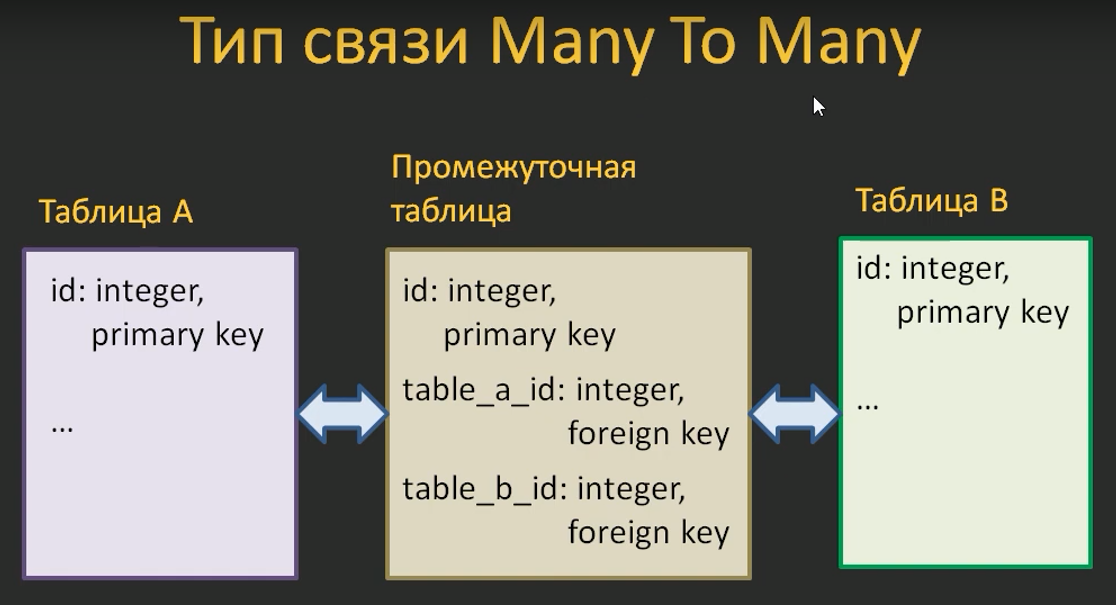 Тип связи Many To Many
Таблица A
id: integer,
primary key
...
Промежуточная
таблица
id: integer,
primary key
table_a_id: integer,
foreign key
table_b_id: integer,
foreign key
Таблица B
id: integer,
primary key
...